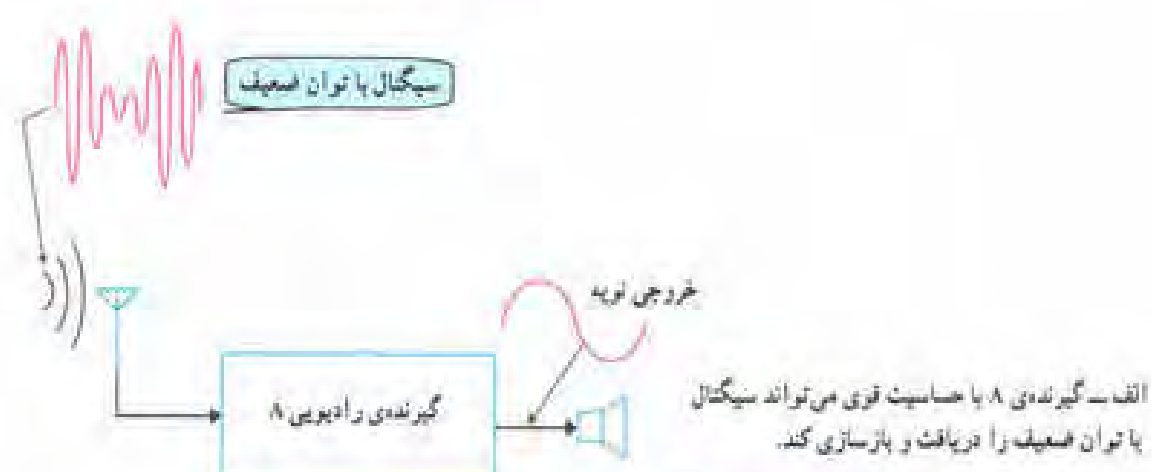 سیگنال با توان ضعیف
خروجی نویه
گیرنده‌ی رادیویی A
الف ــ گیرنده‌ی A با حساسیت قوی می‌تواند سیگنال
با توان ضعیف را دریافت و بازسازی کند.